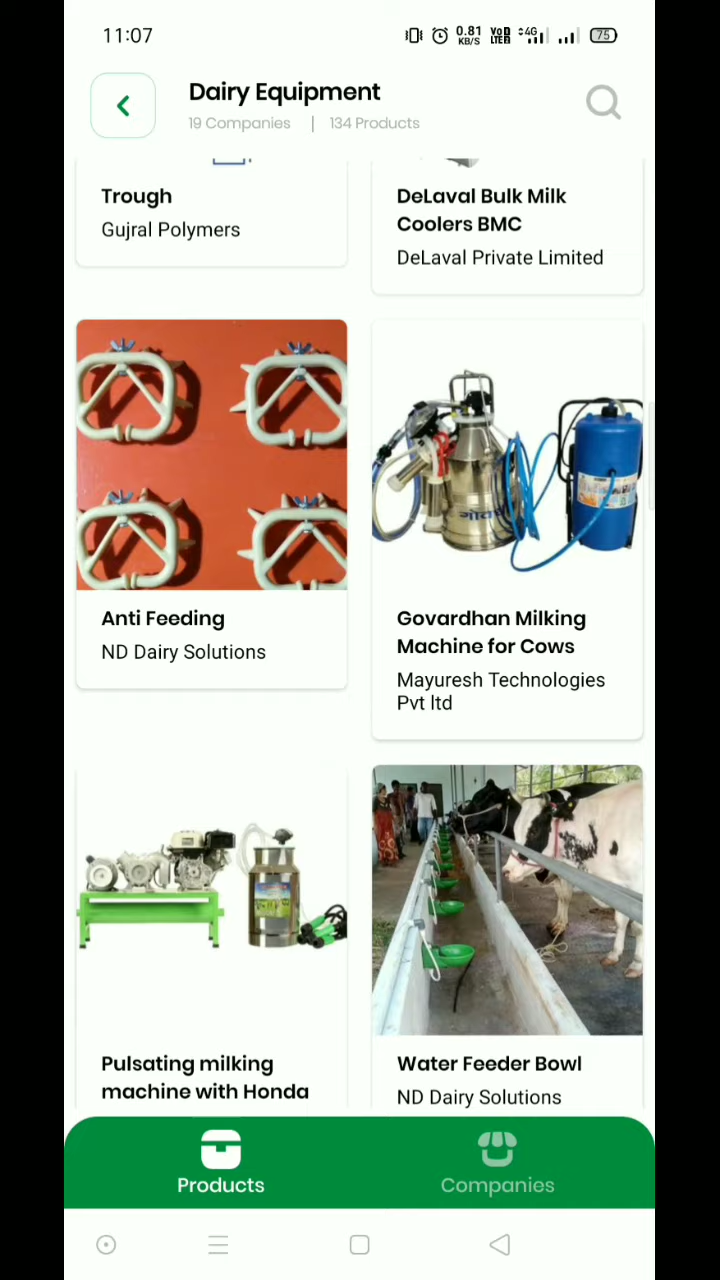 11:07
0.81
KB/S
Vo
LTE
4G
75
Dairy Equipment
19 Companies | 134 Products
Trough
Gujral Polymers
DeLaval Bulk Milk
Coolers BMC
DeLaval Private Limited
Anti Feeding
ND Dairy Solutions
Govardhan Milking
Machine for Cows
Mayuresh Technologies
Pvt ltd
Pulsating milking
machine with Honda
Water Feeder Bowl
ND Dairy Solutions
Products
Companies